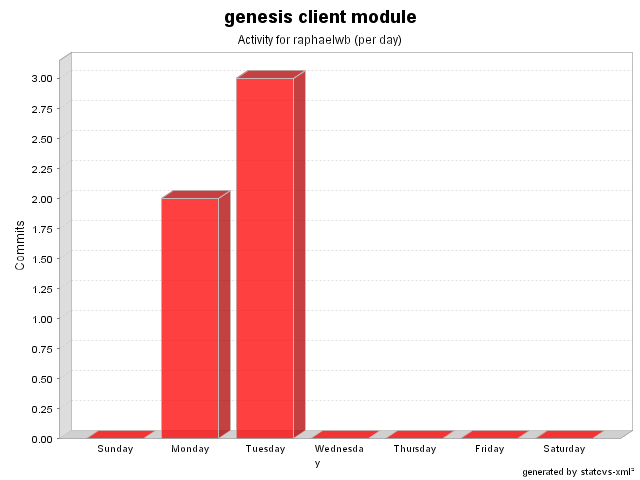 genesis client module
Activity for raphaelwb (per day)
Commits
3.00
2.75
2.50
2.25
2.00
1.75
1.50
1.25
1.00
0.75
0.50
0.25
0.00
Sunday Monday Tuesday Wednesda Thursday Friday Saturday
y
generated by statcvs-xml²